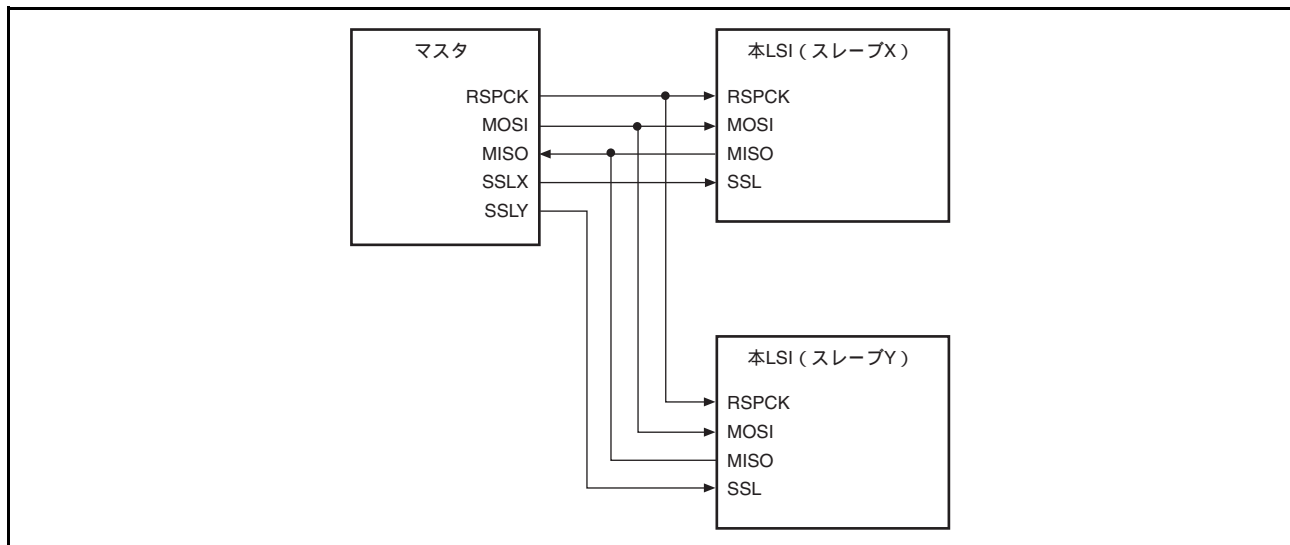 マスタ
RSPCK
MOSI
MISO
SSLX
SSLY
本LSI（スレーブX）
RSPCK
MOSI
MISO
SSL
本LSI（スレーブY）
RSPCK
MOSI
MISO
SSL